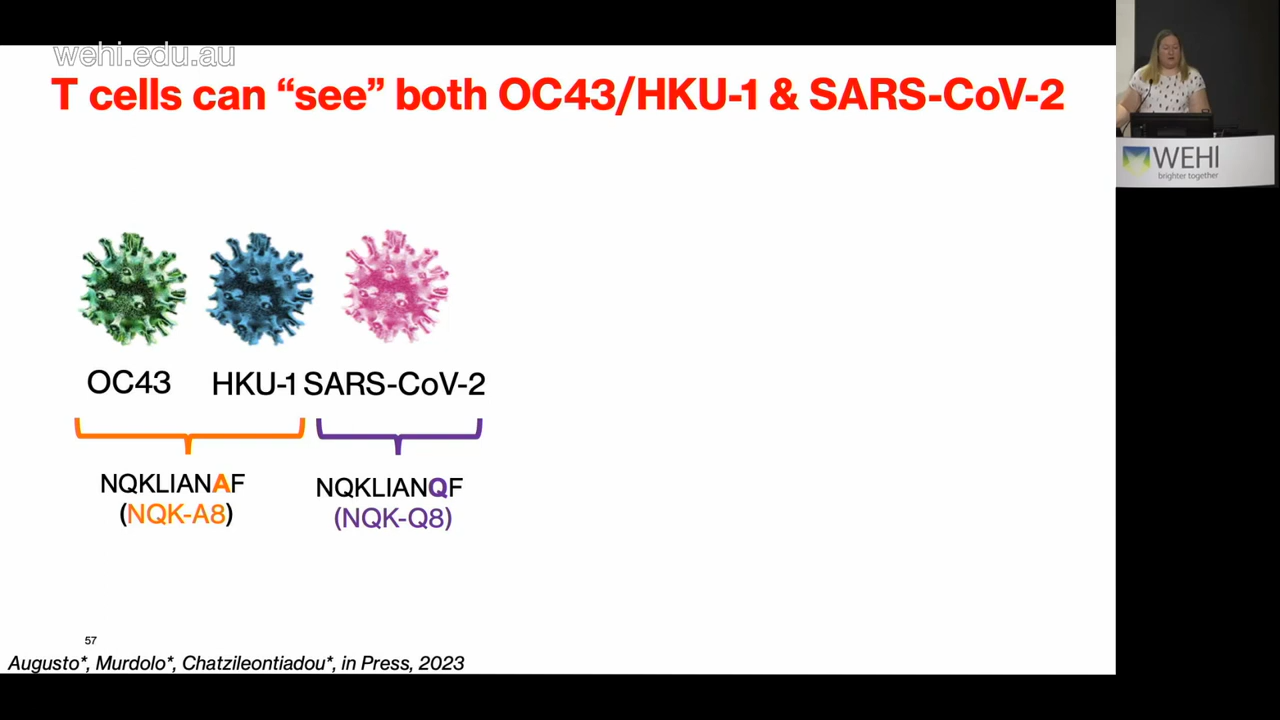 wehi.edu.au
T cells can “see” both OC43/HKU-1 & SARS-CoV-2
WEHI
brighter together
OC43 HKU-1 SARS-CoV-2
NQKLIANAF NQKLIANQF
(NQK-A8) (NQK-Q8)
57
Augusto*, Murdolo*, Chatzileontiadou*, in Press, 2023